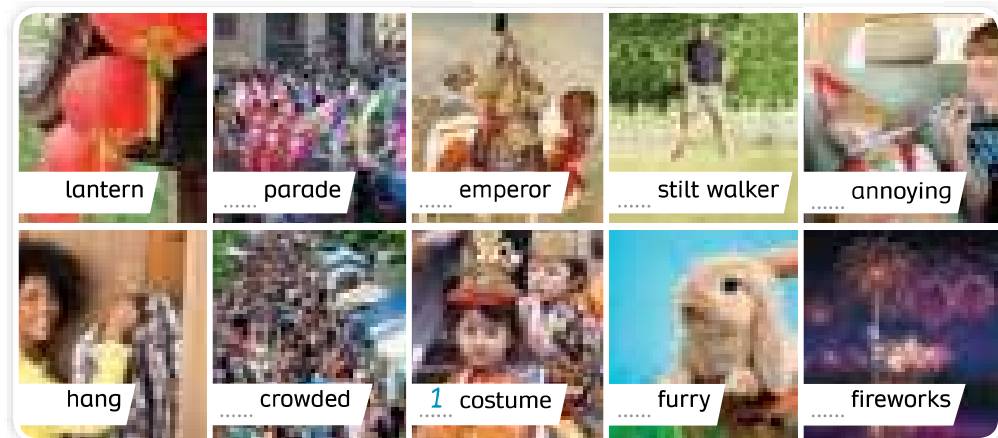 lantern
...... parade
...... emperor
...... stilt walker
...... annoying
hang
...... crowded
1 costume
...... furry
...... fireworks